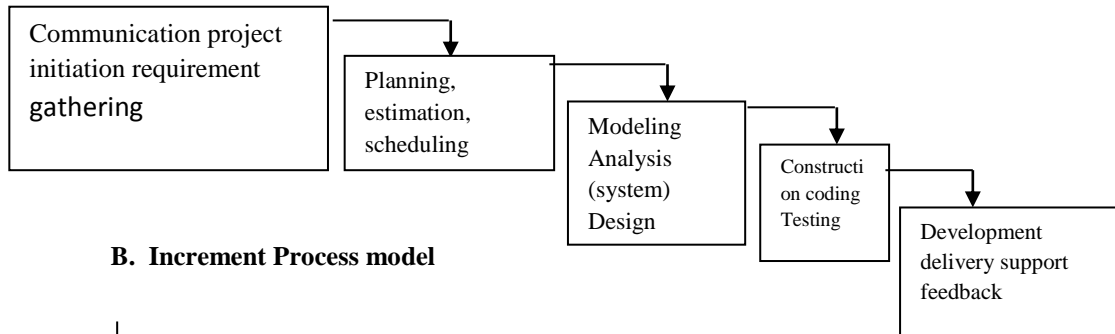 Communication project
initiation requirement
gathering
Planning,
estimation,
scheduling
Modeling
Analysis
(system)
Design
Constructi
on coding
Testing
Development
delivery support
feedback
B. Increment Process model